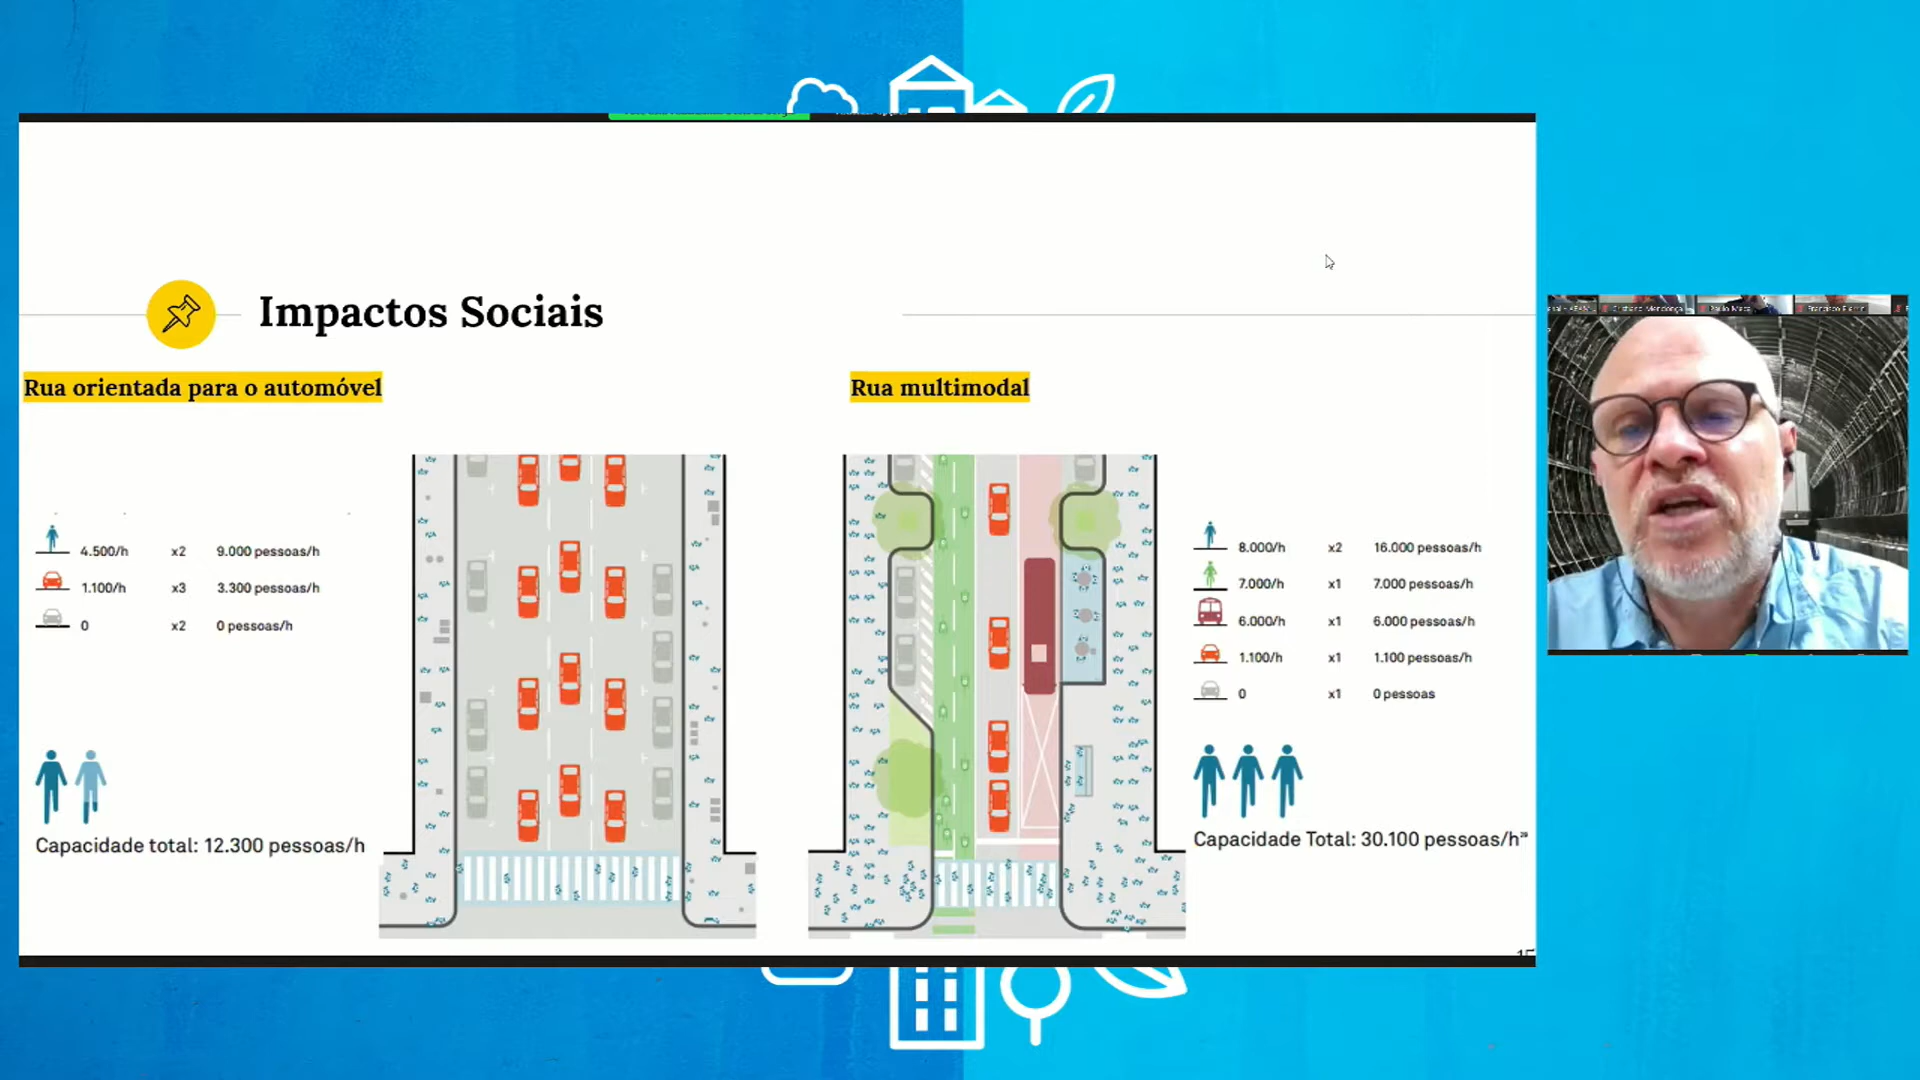 Impactos Sociais
Rua orientada para o automóvel
4.500/h x2 9.000 pessoas/h
1.100/h x3 3.300 pessoas/h
0 x2 0 pessoas/h
Capacidade total: 12.300 pessoas/h
Rua multimodal
8.000/h x2 16.000 pessoas/h
7.000/h x1 7.000 pessoas/h
6.000/h x1 6.000 pessoas/h
1.100/h x1 1.100 pessoas/h
0 x1 0 pessoas
Capacidade Total: 30.100 pessoas/h²⁹
Cristiano Mendonça